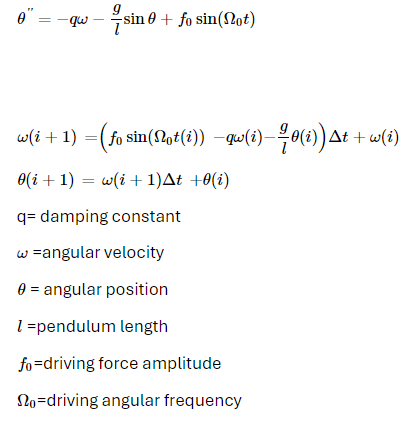 θ" = −qω − g/l sin θ + f₀ sin(Ω₀t)
ω(i + 1) =(f₀ sin(Ω₀t(i)) −qω(i)−g/l θ(i))Δt + ω(i)
θ(i + 1) = ω(i + 1)Δt +θ(i)
q= damping constant
ω =angular velocity
θ = angular position
l =pendulum length
f₀=driving force amplitude
Ω₀=driving angular frequency